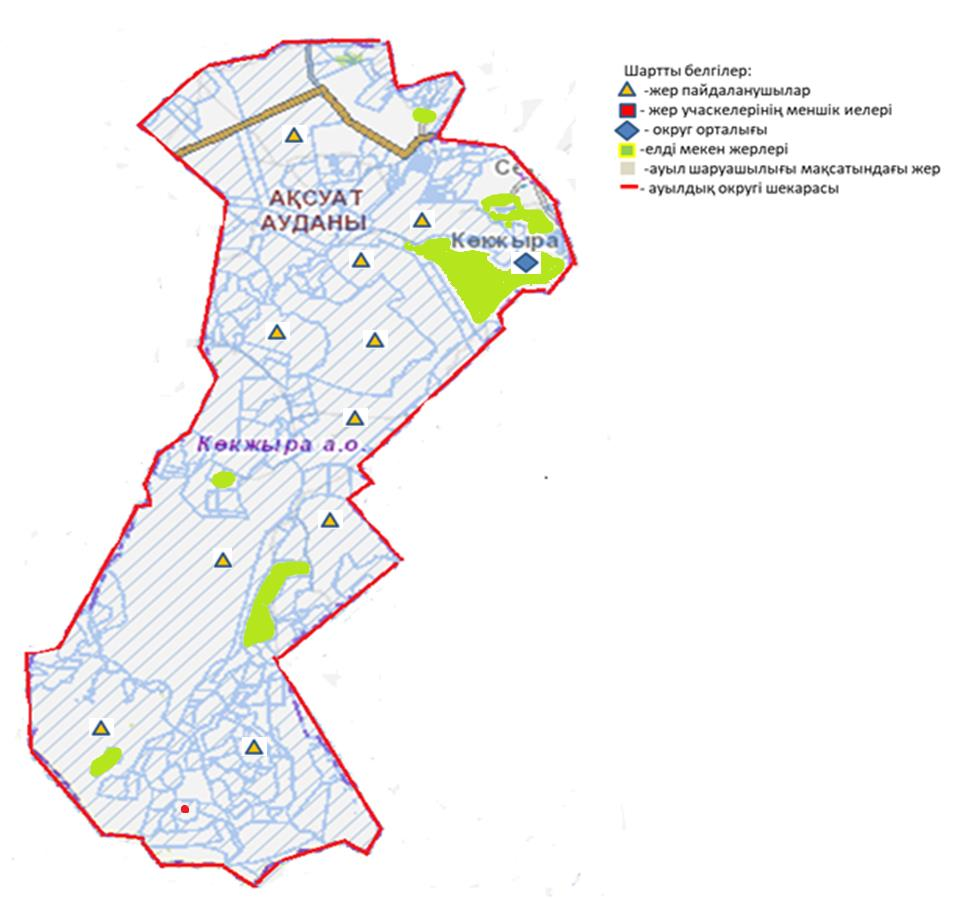 Шартты белгілер:
-жер пайдаланушылар
- жер учаскелерінің меншік иелері
- округ орталығы
-елді мекен жерлері
-ауыл шаруашылығы мақсатындағы жер
- ауылдық округі шекарасы
АҚСУАТ
АУДАНЫ
Көкжыра
Көкжыра а.о.